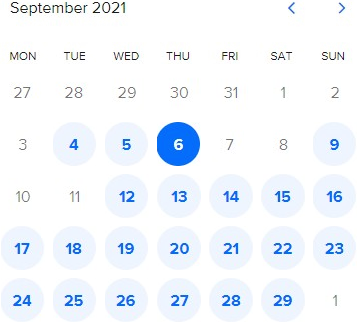 September 2021
MON TUE WED THU FRI SAT SUN
27 28 29 30 31 1 2
3 4 5 6 7 8 9
10 11 12 13 14 15 16
17 18 19 20 21 22 23
24 25 26 27 28 29 1